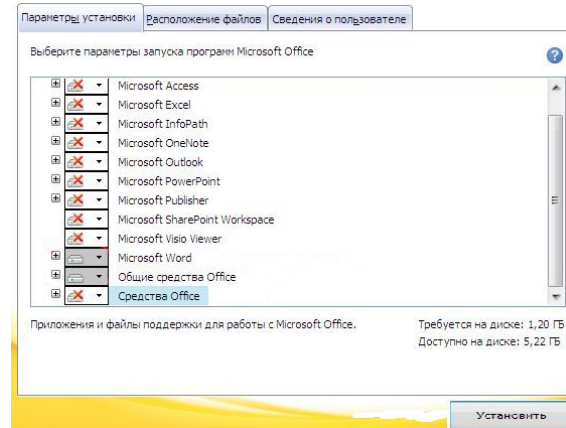 Параметры установки Расположение файлов Сведения о пользователе
Выберите параметры запуска программ Microsoft Office
Microsoft Access
Microsoft Excel
Microsoft InfoPath
Microsoft OneNote
Microsoft Outlook
Microsoft PowerPoint
Microsoft Publisher
Microsoft SharePoint Workspace
Microsoft Visio Viewer
Microsoft Word
Общие средства Office
Средства Office
Приложения и файлы поддержки для работы с Microsoft Office.
Требуется на диске: 1,20 ГБ
Доступно на диске: 5,22 ГБ
Установить